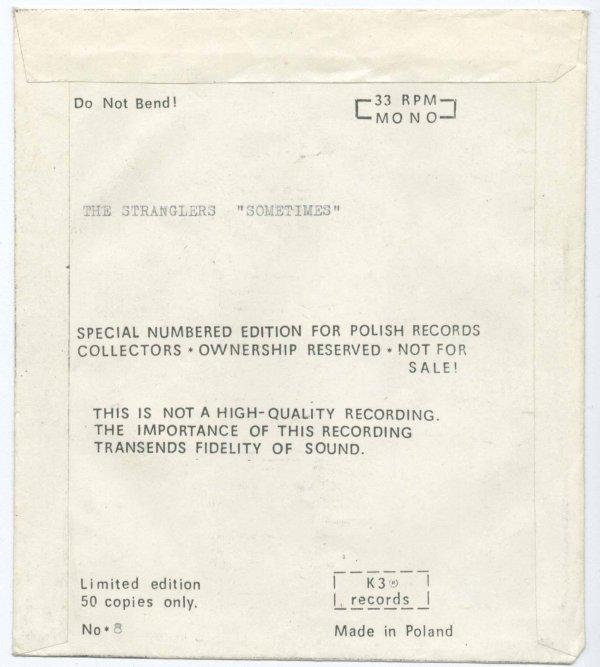 Do Not Bend!
33 RPM
MONO
THE STRANGLERS "SOMETIMES"
SPECIAL NUMBERED EDITION FOR POLISH RECORDS
COLLECTORS * OWNERSHIP RESERVED * NOT FOR
SALE!
THIS IS NOT A HIGH-QUALITY RECORDING.
THE IMPORTANCE OF THIS RECORDING
TRANSENDS FIDELITY OF SOUND.
Limited edition
50 copies only.
No * 8
K3®
records
Made in Poland